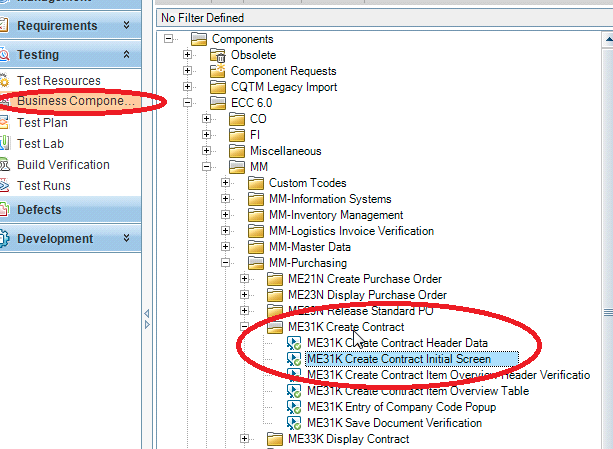 Management
Requirements
Testing
Test Resources
Business Compone...
Test Plan
Test Lab
Build Verification
Test Runs
Defects
Development
No Filter Defined
Components
Obsolete
Component Requests
CQTM Legacy Import
ECC 6.0
CO
FI
Miscellaneous
MM
Custom Tcodes
MM-Information Systems
MM-Inventory Management
MM-Logistics Invoice Verification
MM-Master Data
MM-Purchasing
ME21N Create Purchase Order
ME23N Display Purchase Order
ME29N Release Standard PO
ME31K Create Contract
ME31K Create Contract Header Data
ME31K Create Contract Initial Screen
ME31K Create Contract Item Overview Header Verificatio
ME31K Create Contract Item Overview Table
ME31K Entry of Company Code Popup
ME31K Save Document Verification
ME33K Display Contract